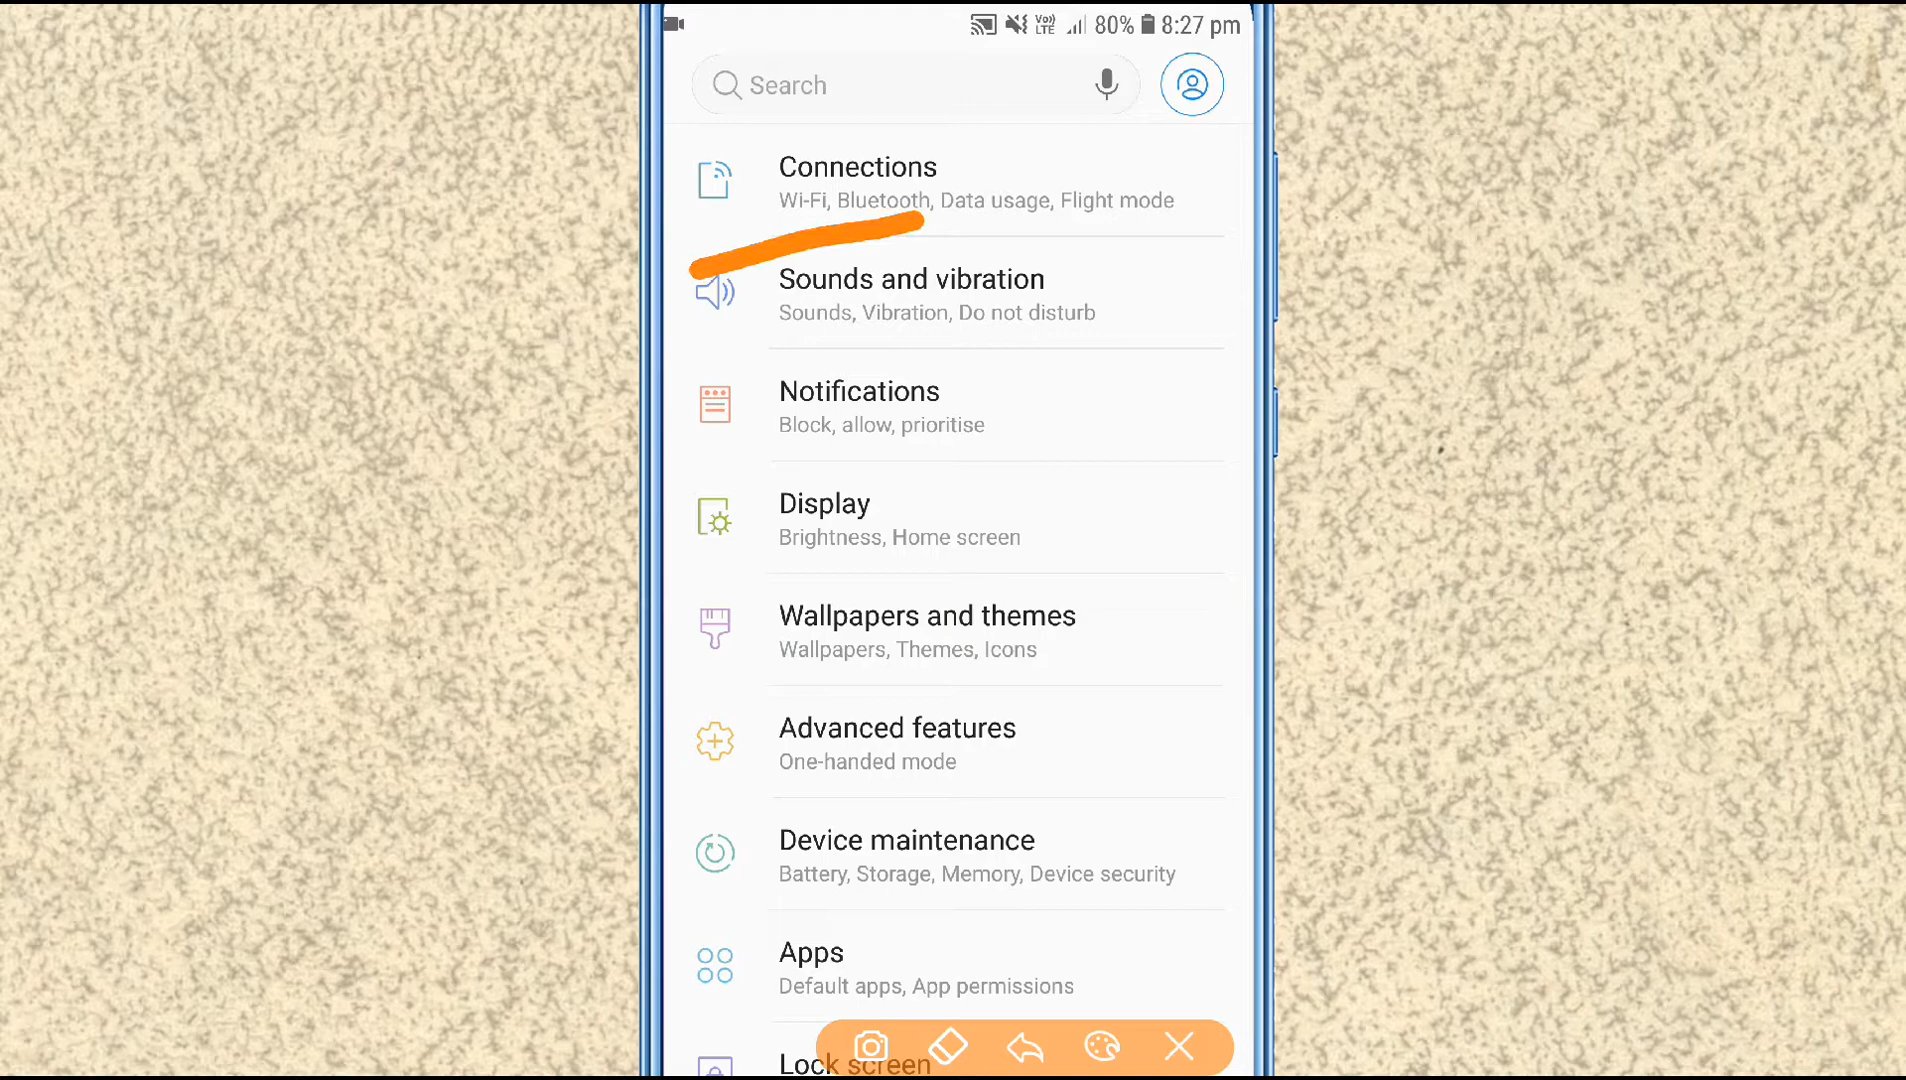 Vo)) LTE 80% 8:27 pm
Search
Connections
Wi-Fi, Bluetooth, Data usage, Flight mode
Sounds and vibration
Sounds, Vibration, Do not disturb
Notifications
Block, allow, prioritise
Display
Brightness, Home screen
Wallpapers and themes
Wallpapers, Themes, Icons
Advanced features
One-handed mode
Device maintenance
Battery, Storage, Memory, Device security
Apps
Default apps, App permissions
Lock screen